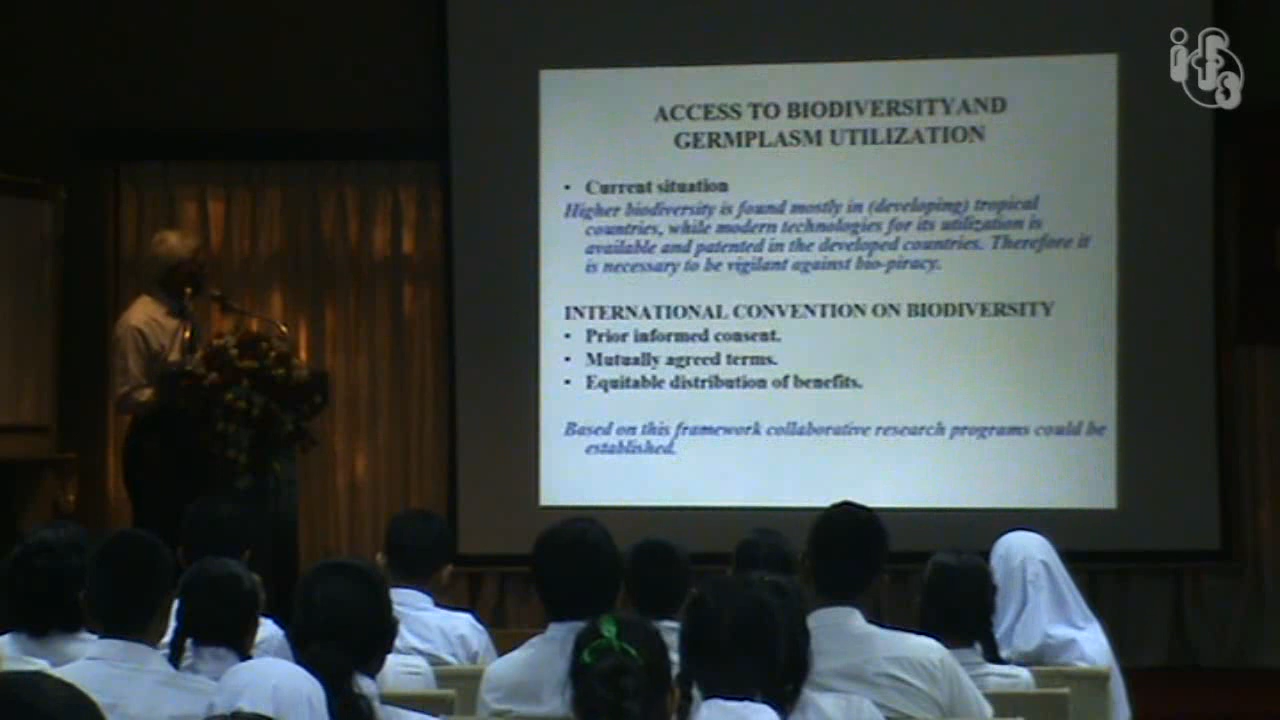 ifs
ACCESS TO BIODIVERSITY AND
GERMPLASM UTILIZATION
• Current situation
Higher biodiversity is found mostly in (developing) tropical
countries, while modern technologies for its utilization is
available and patented in the developed countries. Therefore it
is necessary to be vigilant against bio-piracy.
INTERNATIONAL CONVENTION ON BIODIVERSITY
• Prior informed consent.
• Mutually agreed terms.
• Equitable distribution of benefits.
Based on this framework collaborative research programs could be
established.